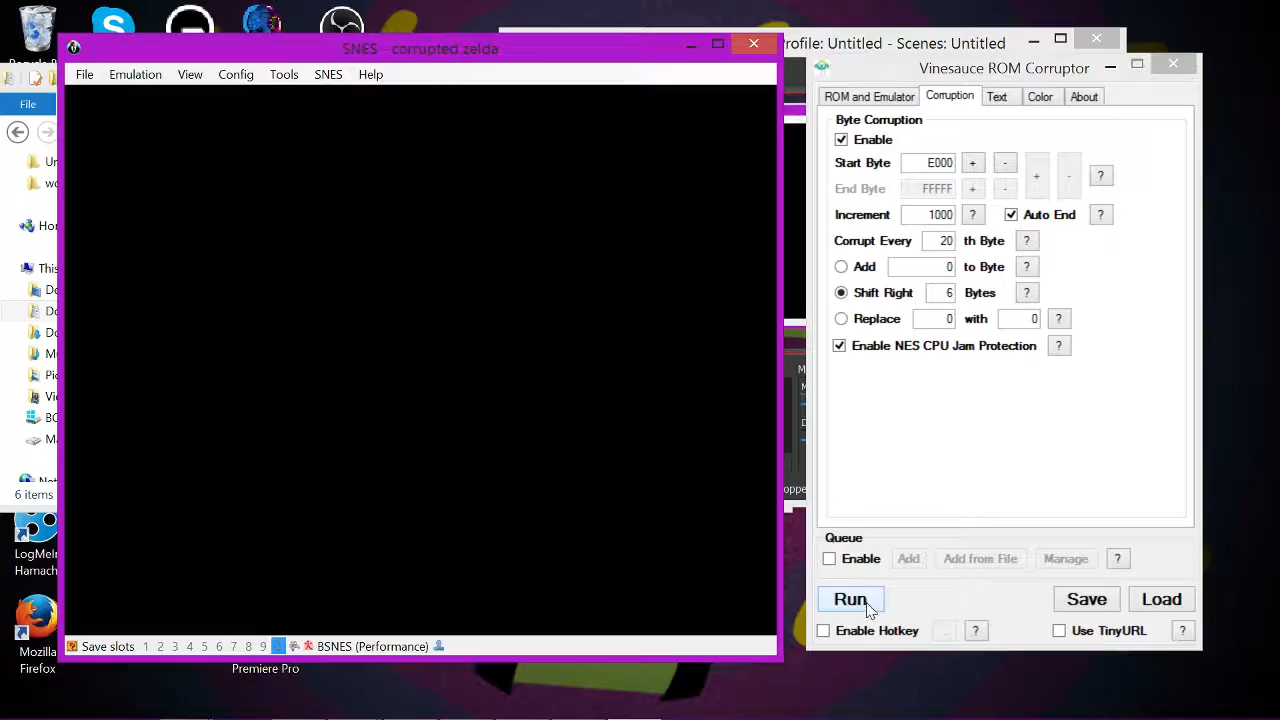 SNES - corrupted zelda
File Emulation View Config Tools SNES Help
Save slots 1 2 3 4 5 6 7 8 9 0 BSNES (Performance)
rofile: Untitled - Scenes: Untitled
Vinesauce ROM Corruptor
ROM and Emulator Corruption Text Color About
Byte Corruption
Enable
Start Byte E000 + - + - ?
End Byte FFFFF + -
Increment 1000 ? Auto End ?
Corrupt Every 20 th Byte ?
Add 0 to Byte ?
Shift Right 6 Bytes ?
Replace 0 with 0 ?
Enable NES CPU Jam Protection ?
Queue
Enable Add Add from File Manage ?
Run Save Load
Enable Hotkey ... ? Use TinyURL ?
File
This
6 items
LogMeIn
Hamach
Mozilla
Firefox
Premiere Pro